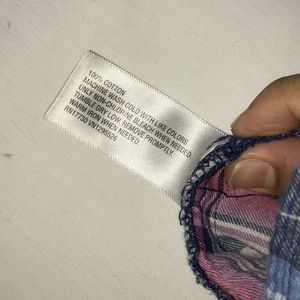 100% COTTON
MACHINE WASH COLD WITH LIKE COLORS
ONLY NON-CHLORINE BLEACH WHEN NEEDED
TUMBLE DRY LOW. REMOVE PROMPTLY.
WARM IRON WHEN NEEDED.
RN17730 VN1295526